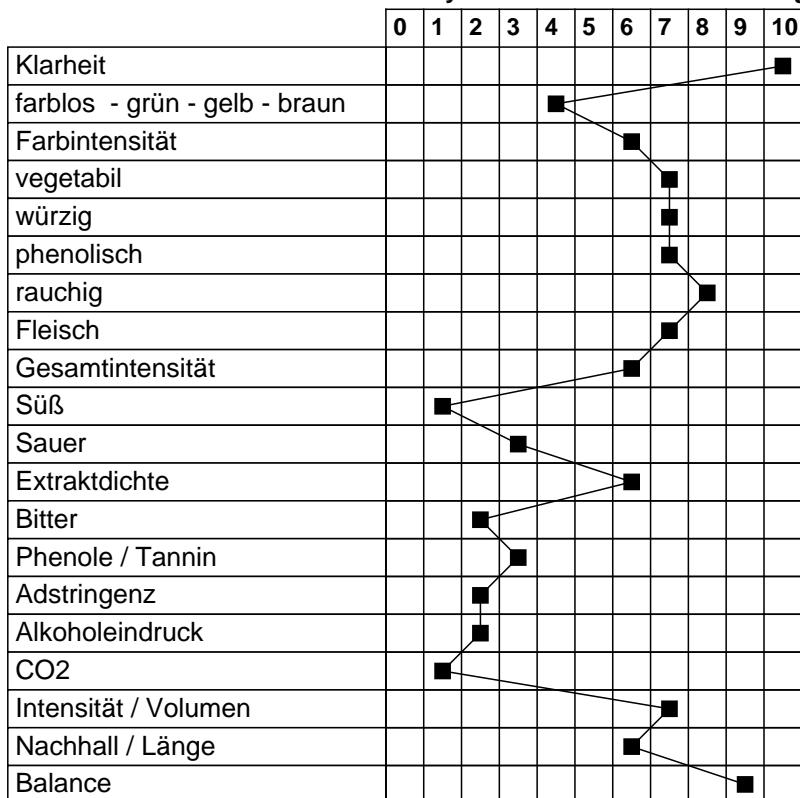 0 1 2 3 4 5 6 7 8 9 10
Klarheit
farblos - grün - gelb - braun
Farbintensität
vegetabil
würzig
phenolisch
rauchig
Fleisch
Gesamtintensität
Süß
Sauer
Extraktdichte
Bitter
Phenole / Tannin
Adstringenz
Alkoholeindruck
CO2
Intensität / Volumen
Nachhall / Länge
Balance